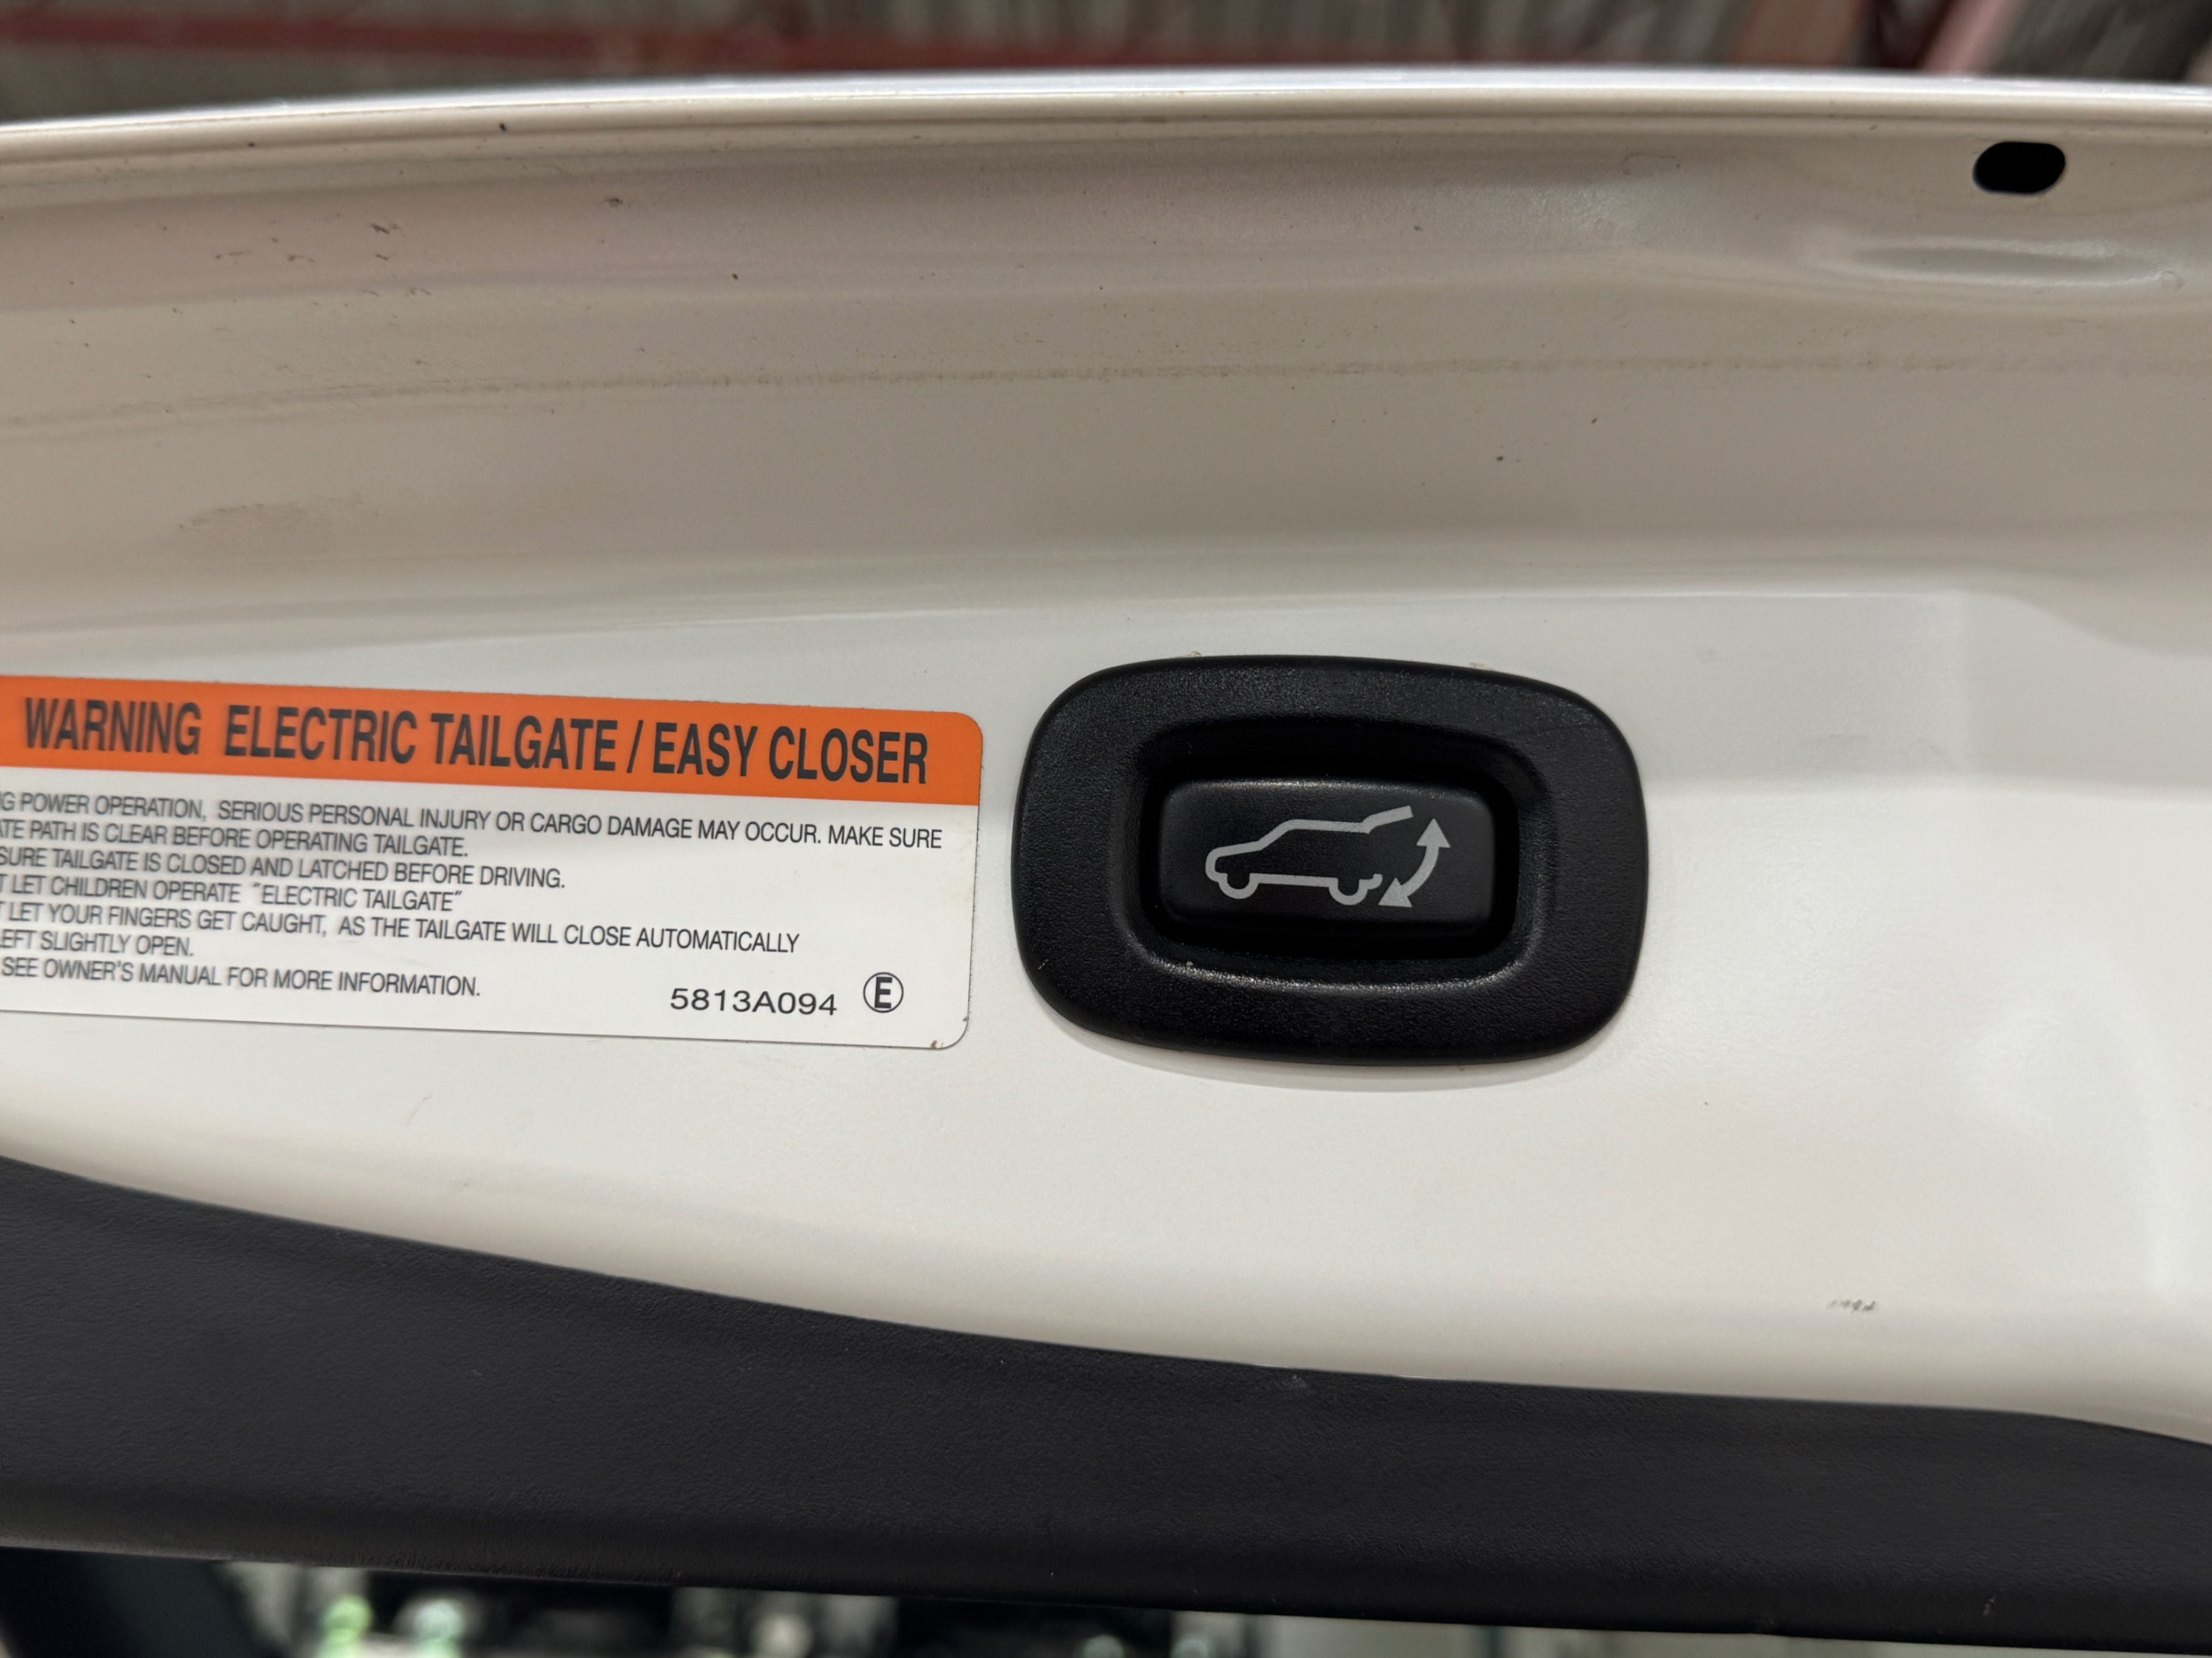 WARNING ELECTRIC TAILGATE / EASY CLOSER
G POWER OPERATION, SERIOUS PERSONAL INJURY OR CARGO DAMAGE MAY OCCUR. MAKE SURE
ATE PATH IS CLEAR BEFORE OPERATING TAILGATE.
SURE TAILGATE IS CLOSED AND LATCHED BEFORE DRIVING.
T LET CHILDREN OPERATE "ELECTRIC TAILGATE"
T LET YOUR FINGERS GET CAUGHT, AS THE TAILGATE WILL CLOSE AUTOMATICALLY
LEFT SLIGHTLY OPEN.
SEE OWNER'S MANUAL FOR MORE INFORMATION.
5813A094 Ⓔ